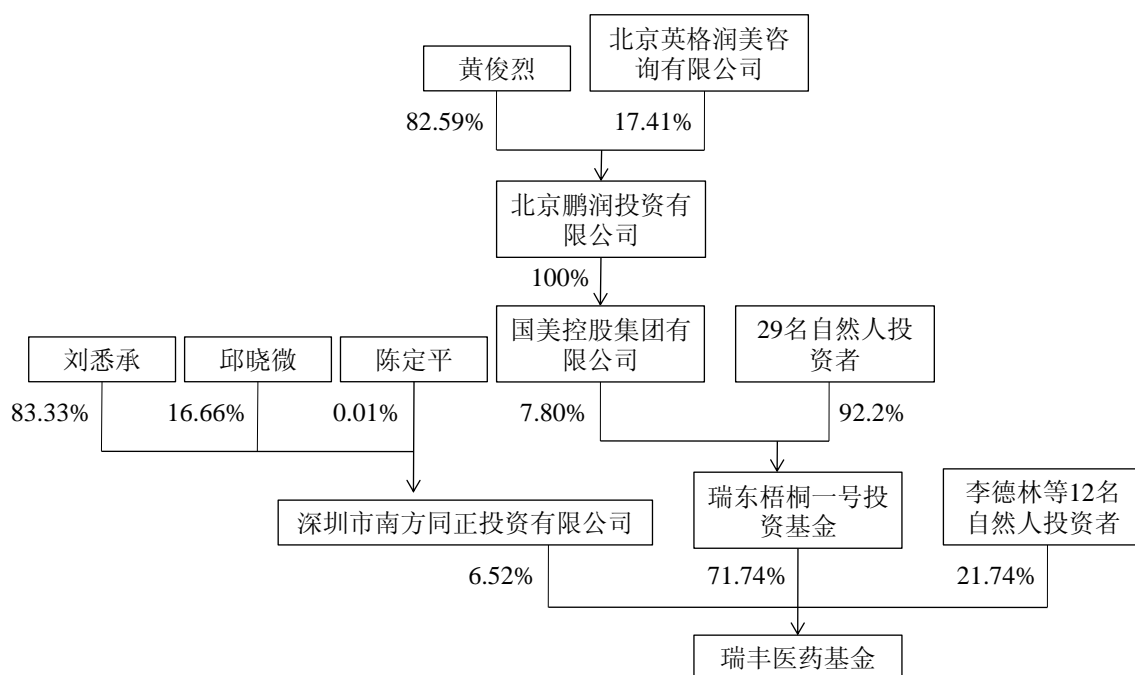 北京英格润美咨
询有限公司
黄俊烈
82.59%
17.41%
北京鹏润投资有
限公司
100%
国美控股集团有
限公司
29名自然人投
资者
刘悉承
邱晓微
陈定平
83.33%
16.66%
0.01%
7.80%
92.2%
深圳市南方同正投资有限公司
瑞东梧桐一号投
资基金
李德林等12名
自然人投资者
6.52%
71.74%
21.74%
瑞丰医药基金